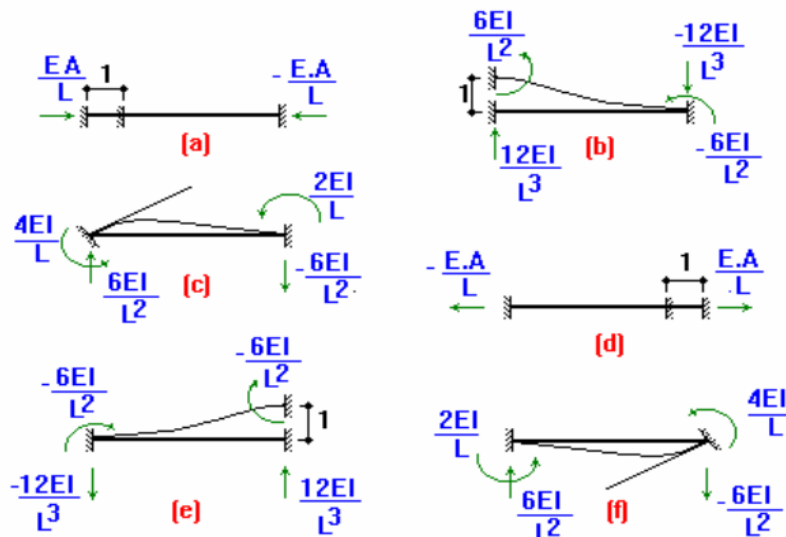 EA/L 1 -E.A/L
(a)
6EI/L² -12EI/L³
1
12EI/L³ (b) -6EI/L²
4EI/L 2EI/L
6EI/L² (c) -6EI/L²
-E.A/L 1 E.A/L
(d)
-6EI/L² -6EI/L²
1
-12EI/L³ (e) 12EI/L³
2EI/L 4EI/L
6EI/L² (f) -6EI/L²